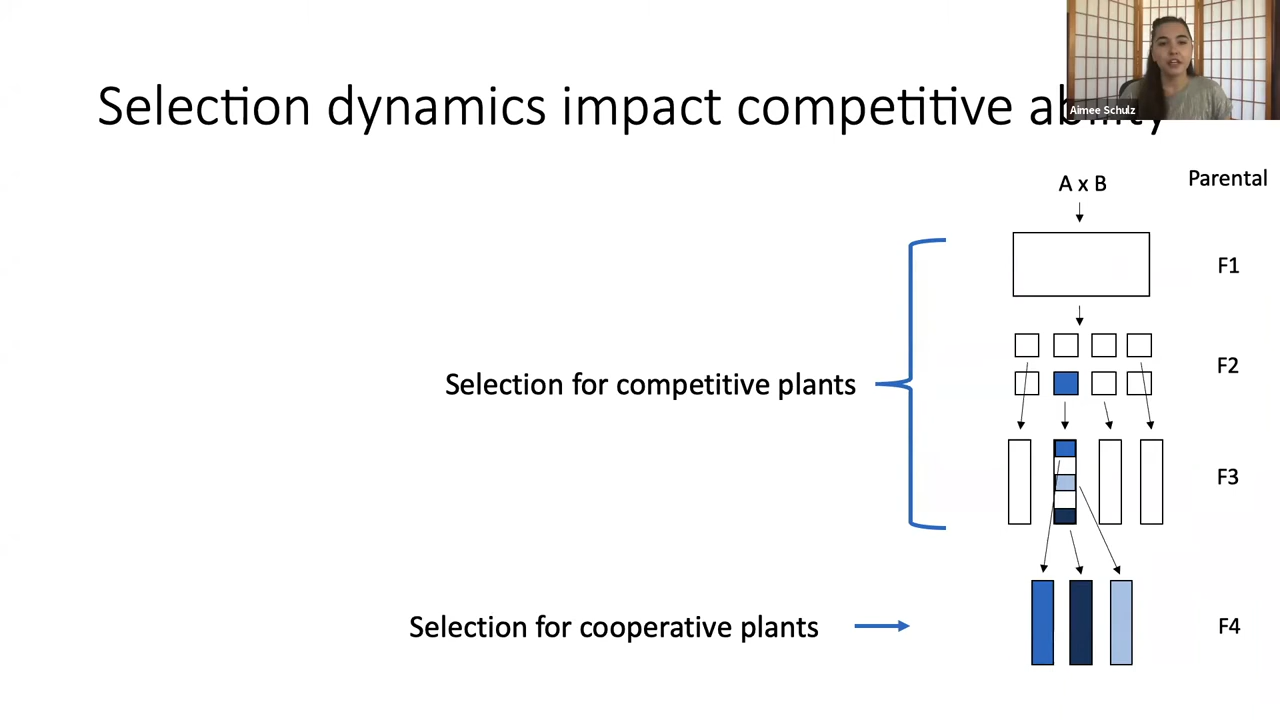 Selection dynamics impact competitive ability
Aimee Schulz
A x B
Parental
F1
F2
Selection for competitive plants
F3
Selection for cooperative plants
F4